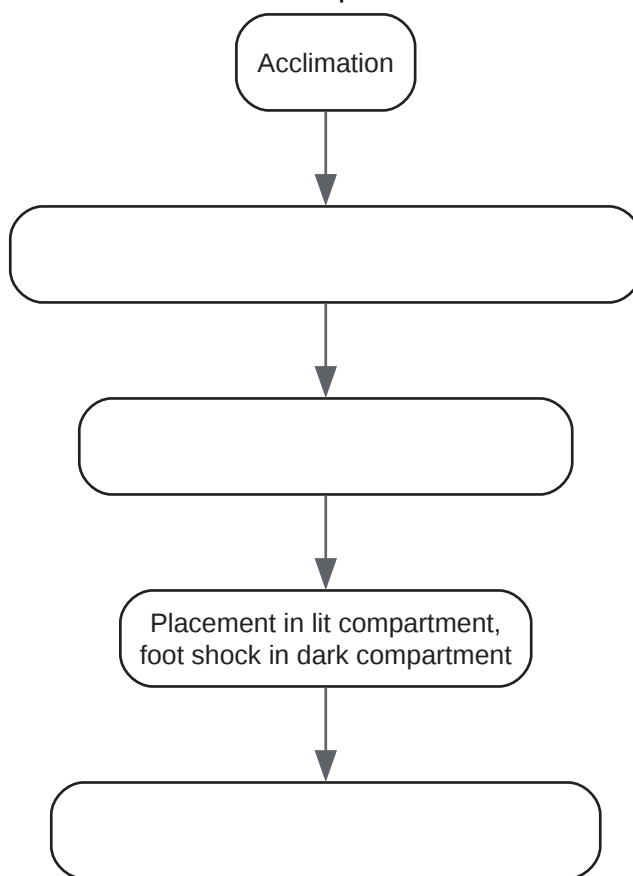 Acclimation
Placement in lit compartment,
foot shock in dark compartment